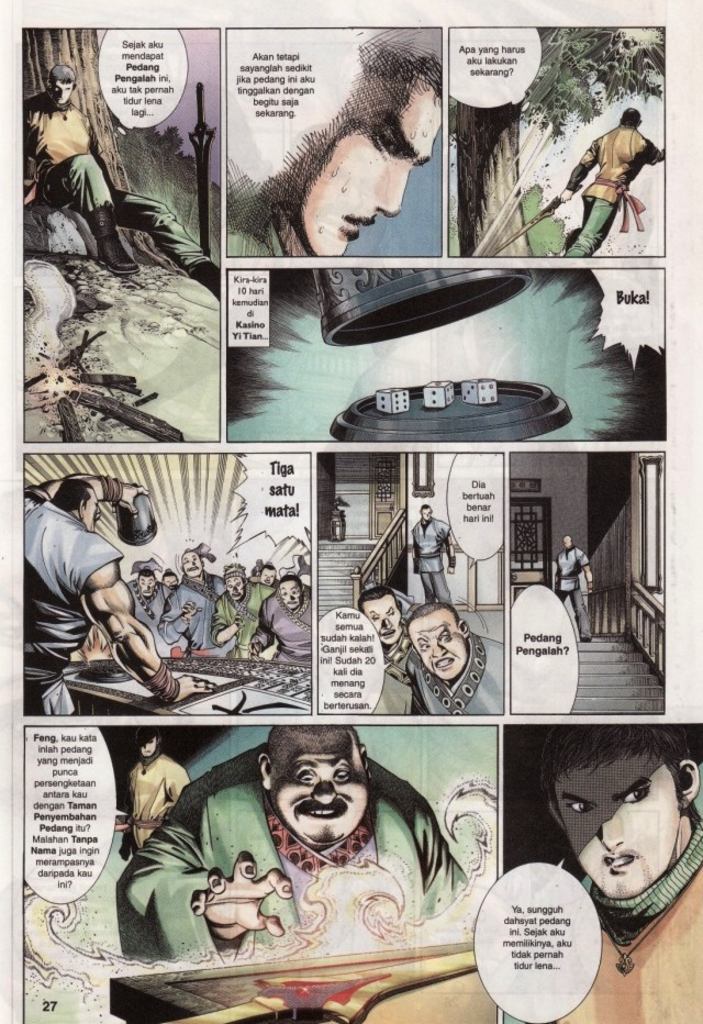 Sejak aku
mendapat
Pedang
Pengalah ini,
aku tak pernah
tidur lena
lagi...
Akan tetapi
sayanglah sedikit
jika pedang ini aku
tinggalkan dengan
begitu saja
sekarang.
Apa yang harus
aku lakukan
sekarang?
Kira-kira
10 hari
kemudian
di
Kasino
Yi Tian...
Buka!
Tiga
satu
mata!
Dia
bertuah
benar
hari ini!
Kamu
semua
sudah kalah!
Ganjil sekali
ini! Sudah 20
kali dia
menang
secara
berterusan.
Pedang
Pengalah?
Feng, kau kata
inlah pedang
yang menjadi
punca
persengketaan
antara kau
dengan Taman
Penyembahan
Pedang itu?
Malahan Tanpa
Nama juga ingin
merampasnya
daripada kau
ini?
Ya, sungguh
dahsyat pedang
ini. Sejak aku
memilikinya, aku
tidak pernah
tidur lena...
27